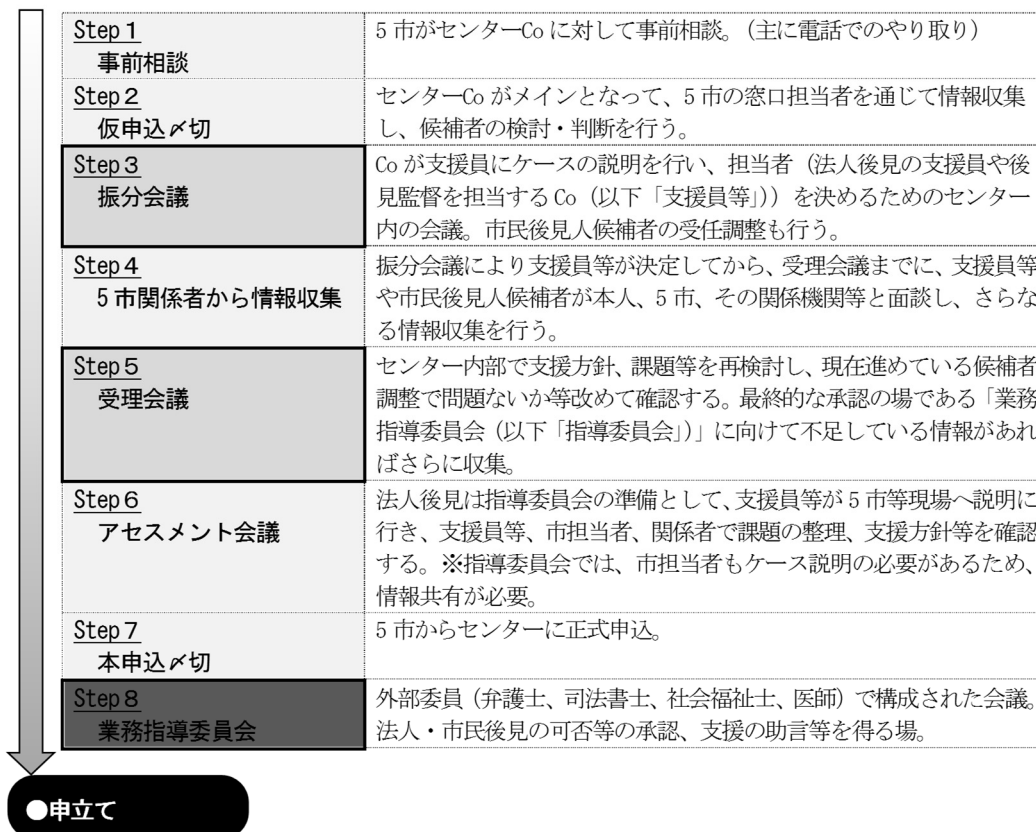 Step１
事前相談
５市がセンターCo に対して事前相談。（主に電話でのやり取り）
Step２
仮申込〆切
センターCo がメインとなって、５市の窓口担当者を通じて情報収集
し、候補者の検討・判断を行う。
Step３
振分会議
Co が支援員にケースの説明を行い、担当者（法人後見の支援員や後
見監督を担当する Co（以下「支援員等」））を決めるためのセンター
内の会議。市民後見人候補者の受任調整も行う。
Step４
５市関係者から情報収集
振分会議により支援員等が決定してから、受理会議までに、支援員等
や市民後見人候補者が本人、５市、その関係機関等と面談し、さらな
る情報収集を行う。
Step５
受理会議
センター内部で支援方針、課題等を再検討し、現在進めている候補者
調整で問題ないか等改めて確認する。最終的な承認の場である「業務
指導委員会（以下「指導委員会」）」に向けて不足している情報があれ
ばさらに収集。
Step６
アセスメント会議
法人後見は指導委員会の準備として、支援員等が５市等現場へ説明に
行き、支援員等、市担当者、関係者で課題の整理、支援方針等を確認
する。※指導委員会では、市担当者もケース説明の必要があるため、
情報共有が必要。
Step７
本申込〆切
５市からセンターに正式申込。
Step８
業務指導委員会
外部委員（弁護士、司法書士、社会福祉士、医師）で構成された会議。
法人・市民後見の可否等の承認、支援の助言等を得る場。
●申立て